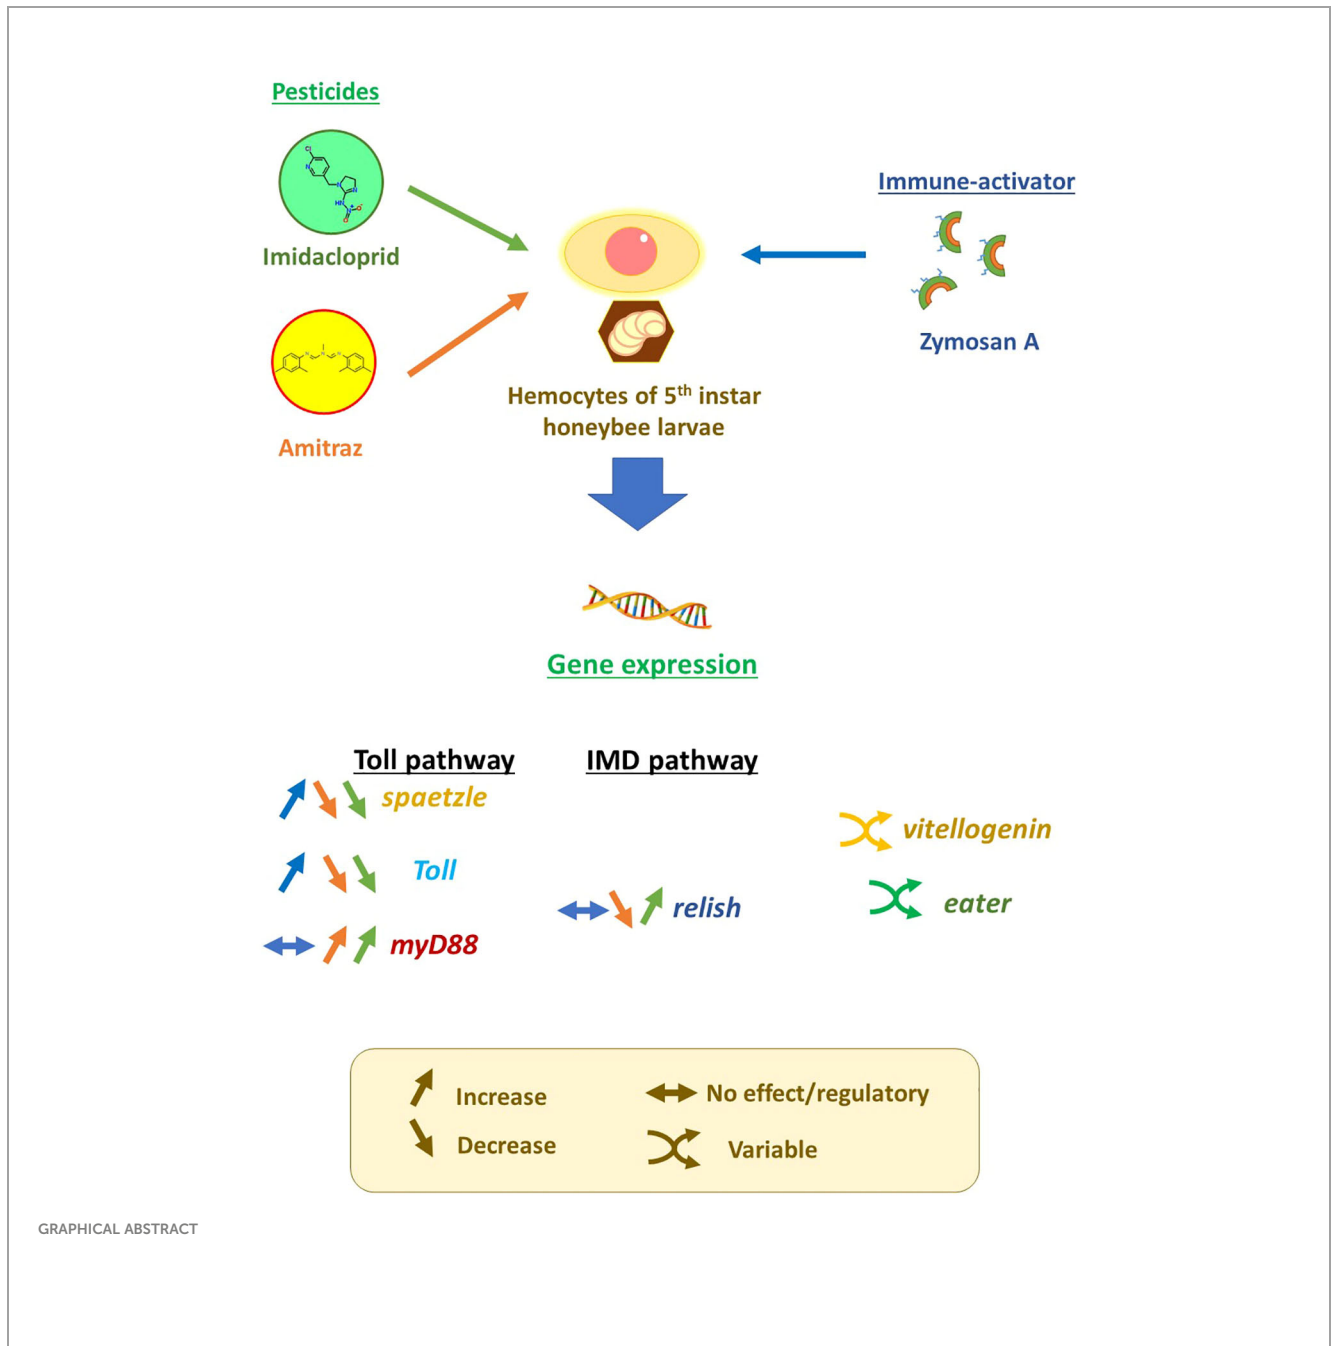 Pesticides
Imidacloprid
Amitraz
Immune-activator
Zymosan A
Hemocytes of 5th instar
honeybee larvae
Gene expression
Toll pathway
spaetzle
Toll
myD88
IMD pathway
relish
vitellogenin
eater
Increase
Decrease
No effect/regulatory
Variable
GRAPHICAL ABSTRACT